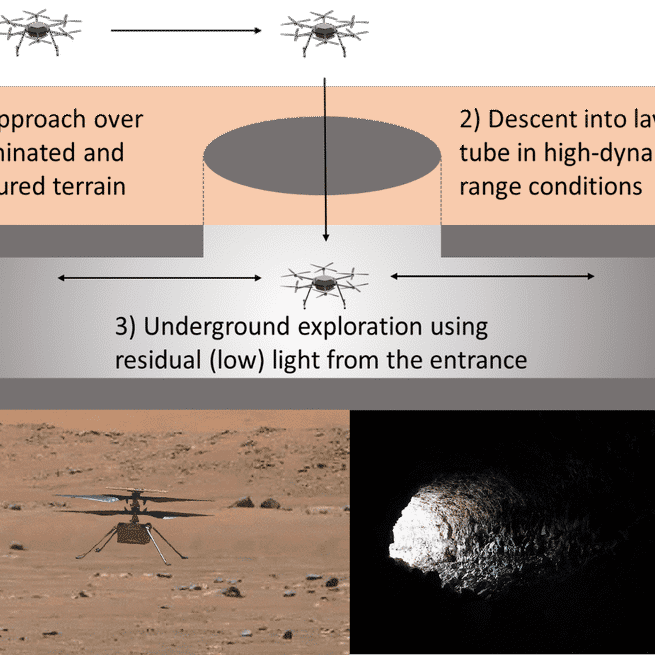 pproach over
minated and
ured terrain
2) Descent into la
tube in high-dyna
range conditions
3) Underground exploration using
residual (low) light from the entrance